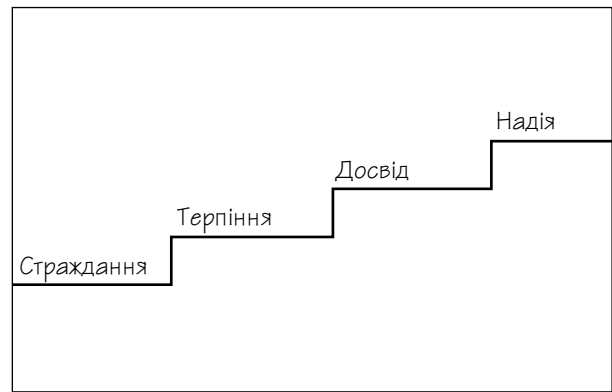 Надія
Досвід
Терпіння
Страждання